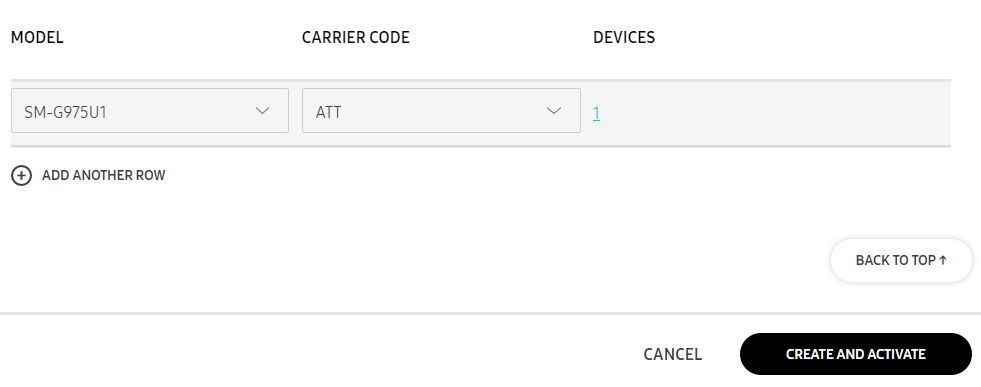 MODEL CARRIER CODE DEVICES
SM-G975U1 ATT 1
ADD ANOTHER ROW
BACK TO TOP ↑
CANCEL CREATE AND ACTIVATE